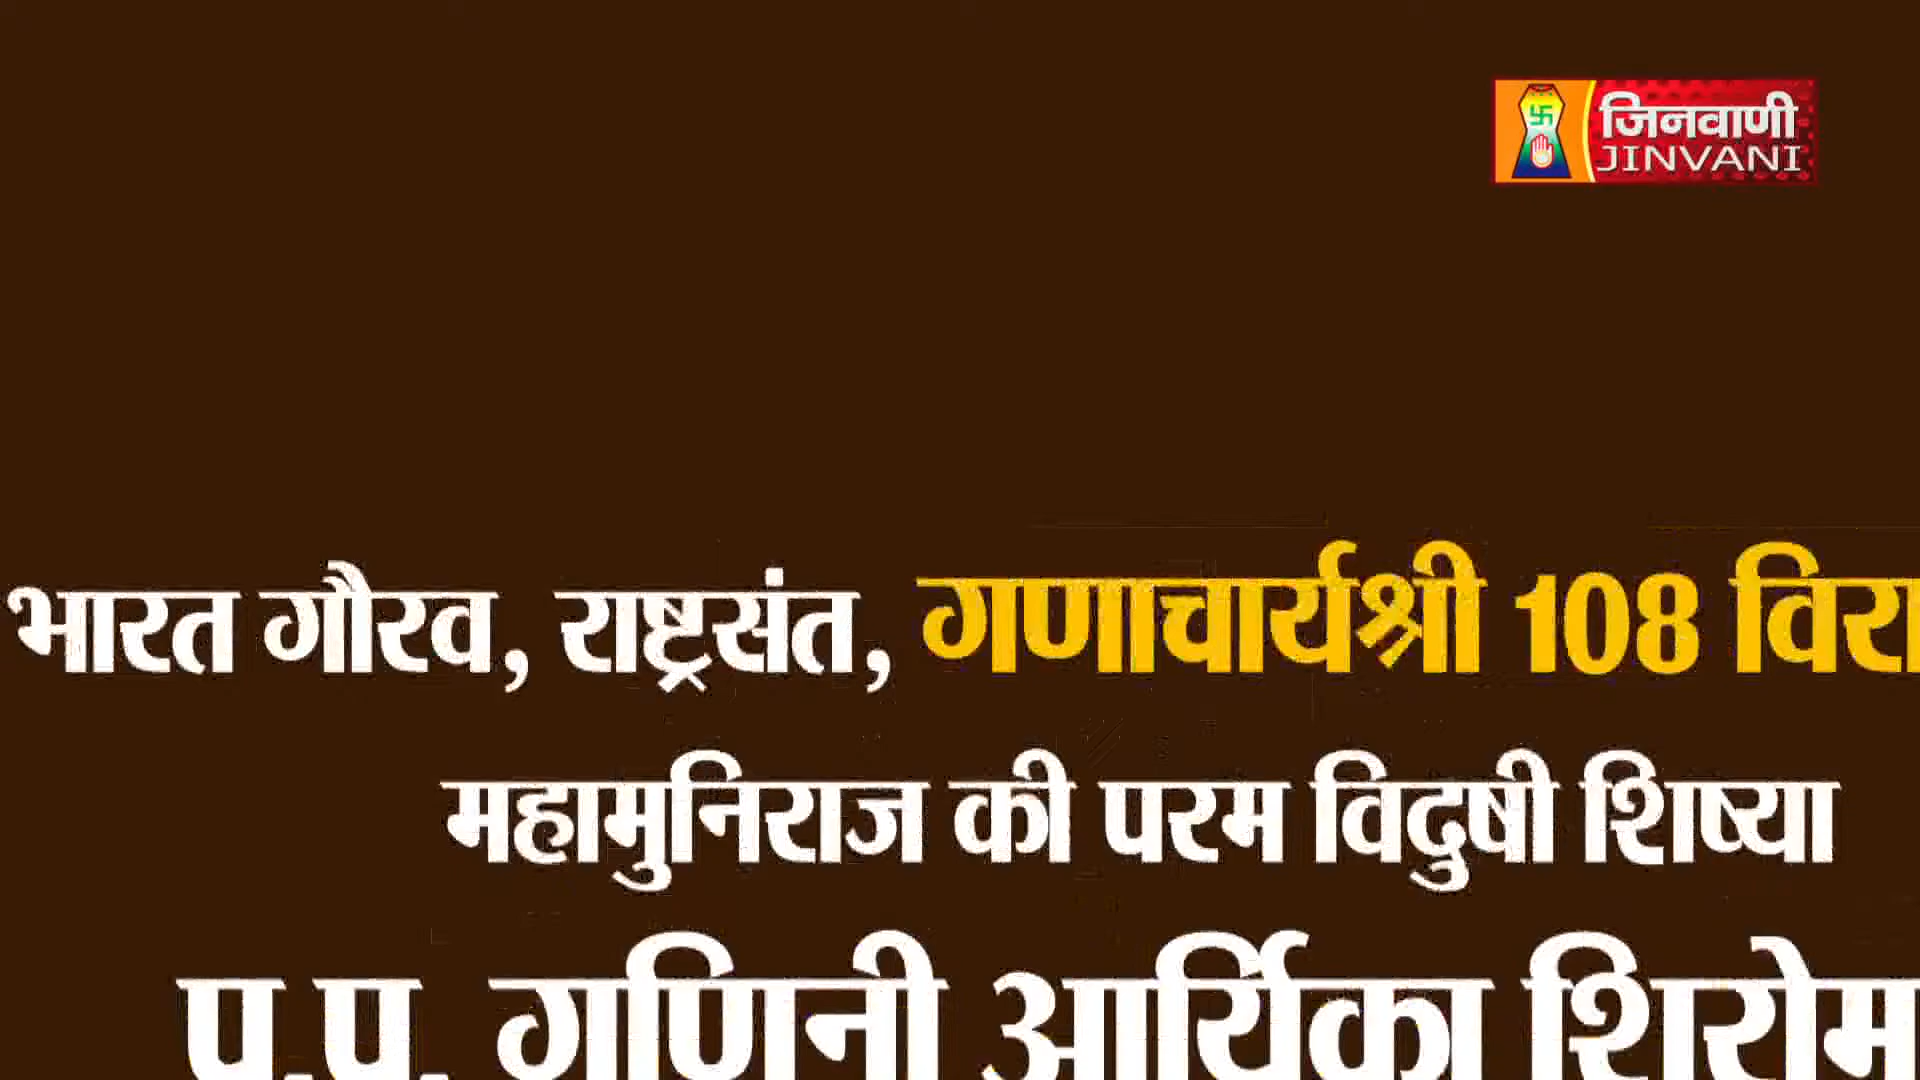 जिनवाणी
JINVANI
भारत गौरव, राष्ट्रसंत, गणाचार्यश्री 108 विरा
महामुनिराज की परम विदुषी शिष्या
प.प. गणिनी आर्यिका शिरोम